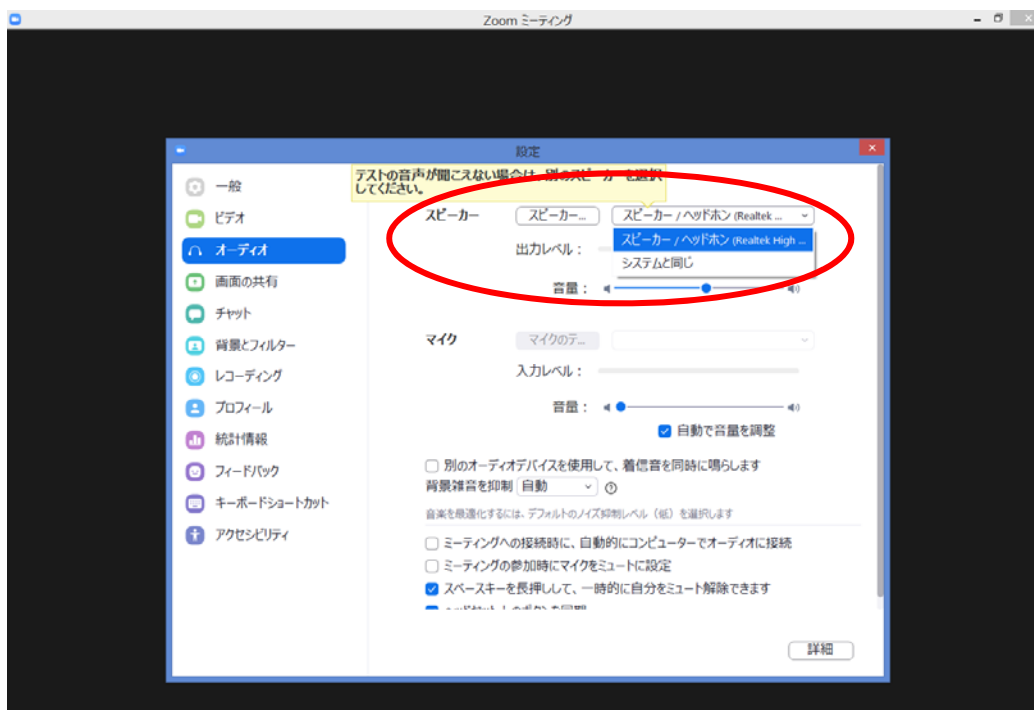 Zoom ミーティング
設定
テストの音声が聞こえない場合は、別のスピーカーを選択
してください。
一般
ビデオ
オーディオ
画面の共有
チャット
背景とフィルター
レコーディング
プロフィール
統計情報
フィードバック
キーボードショートカット
アクセシビリティ
スピーカー スピーカー... スピーカー / ヘッドホン (Realtek ...
スピーカー / ヘッドホン (Realtek High ...
出力レベル：
システムと同じ
音量：
マイク マイクのテ...
入力レベル：
音量：
自動で音量を調整
別のオーディオデバイスを使用して、着信音を同時に鳴らします
背景雑音を抑制 自動
音楽を最適化するには、デフォルトのノイズ抑制レベル（低）を選択します
ミーティングへの接続時に、自動的にコンピューターでオーディオに接続
ミーティングの参加時にマイクをミュートに設定
スペースキーを長押しして、一時的に自分をミュート解除できます
詳細